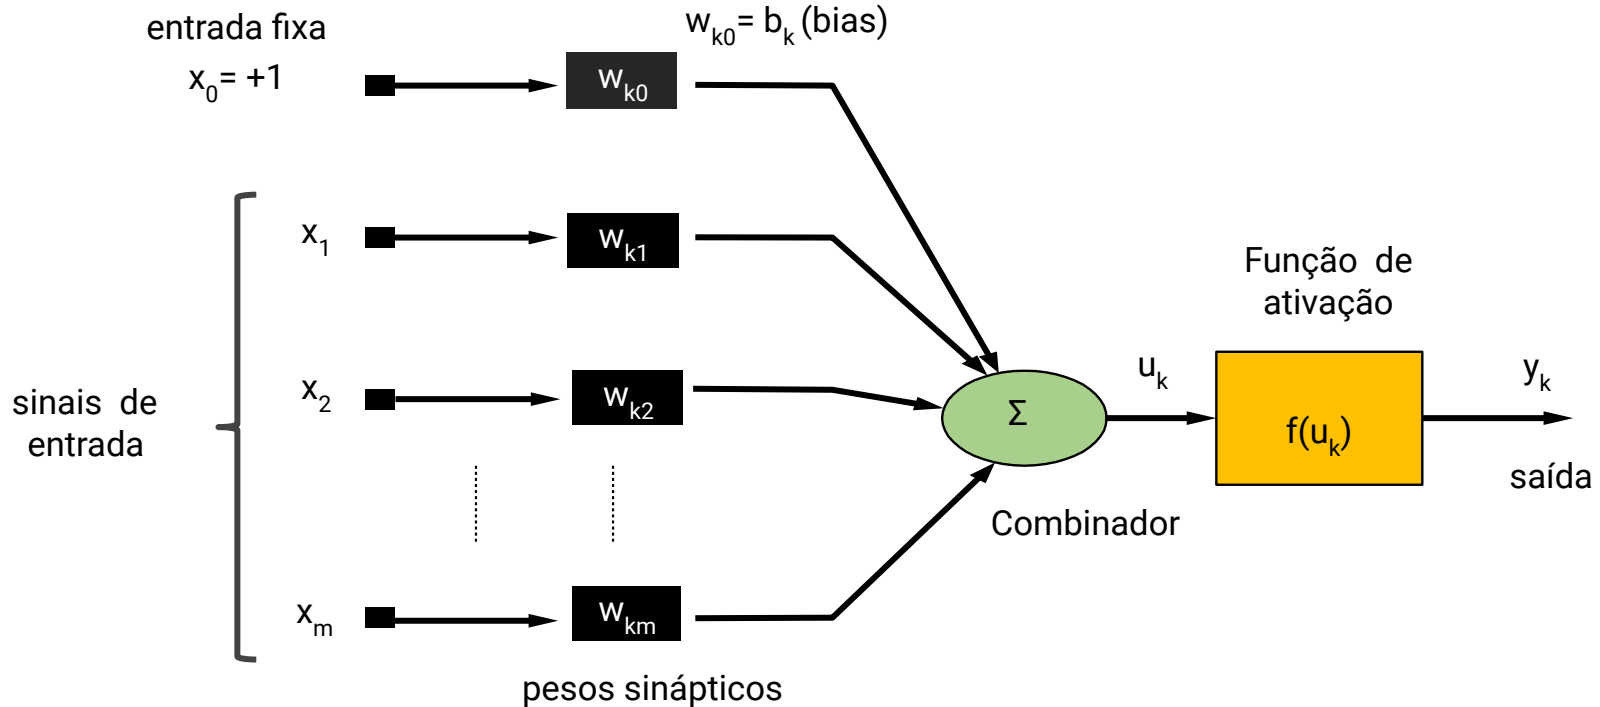 entrada fixa
x₀= +1
wₖ₀= bₖ (bias)
wₖ₀
sinais de
entrada
x₁
wₖ₁
x₂
wₖ₂
xₘ
wₖₘ
pesos sinápticos
Σ
Combinador
uₖ
Função de
ativação
f(uₖ)
yₖ
saída